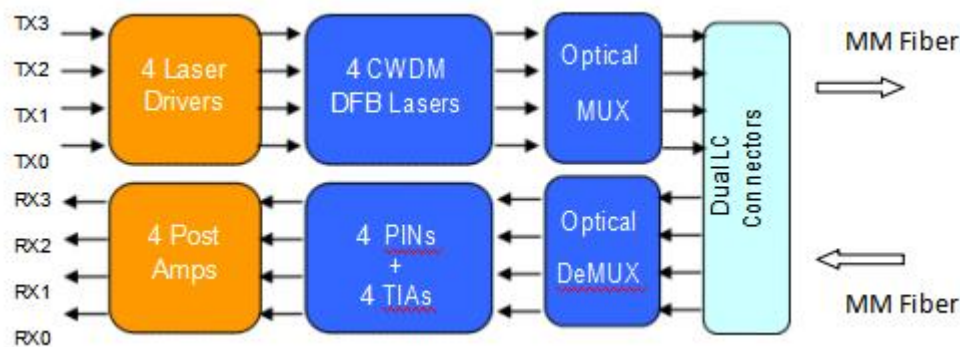 TX3
TX2
TX1
TX0
4 Laser
Drivers
4 CWDM
DFB Lasers
Optical
MUX
Dual LC
Connectors
MM Fiber
RX3
RX2
RX1
RX0
4 Post
Amps
4 PINs
+
4 TIAs
Optical
DeMUX
MM Fiber